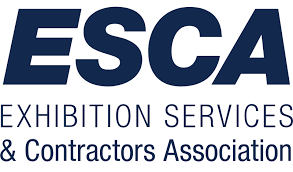 ESCA
EXHIBITION SERVICES
& Contractors Association